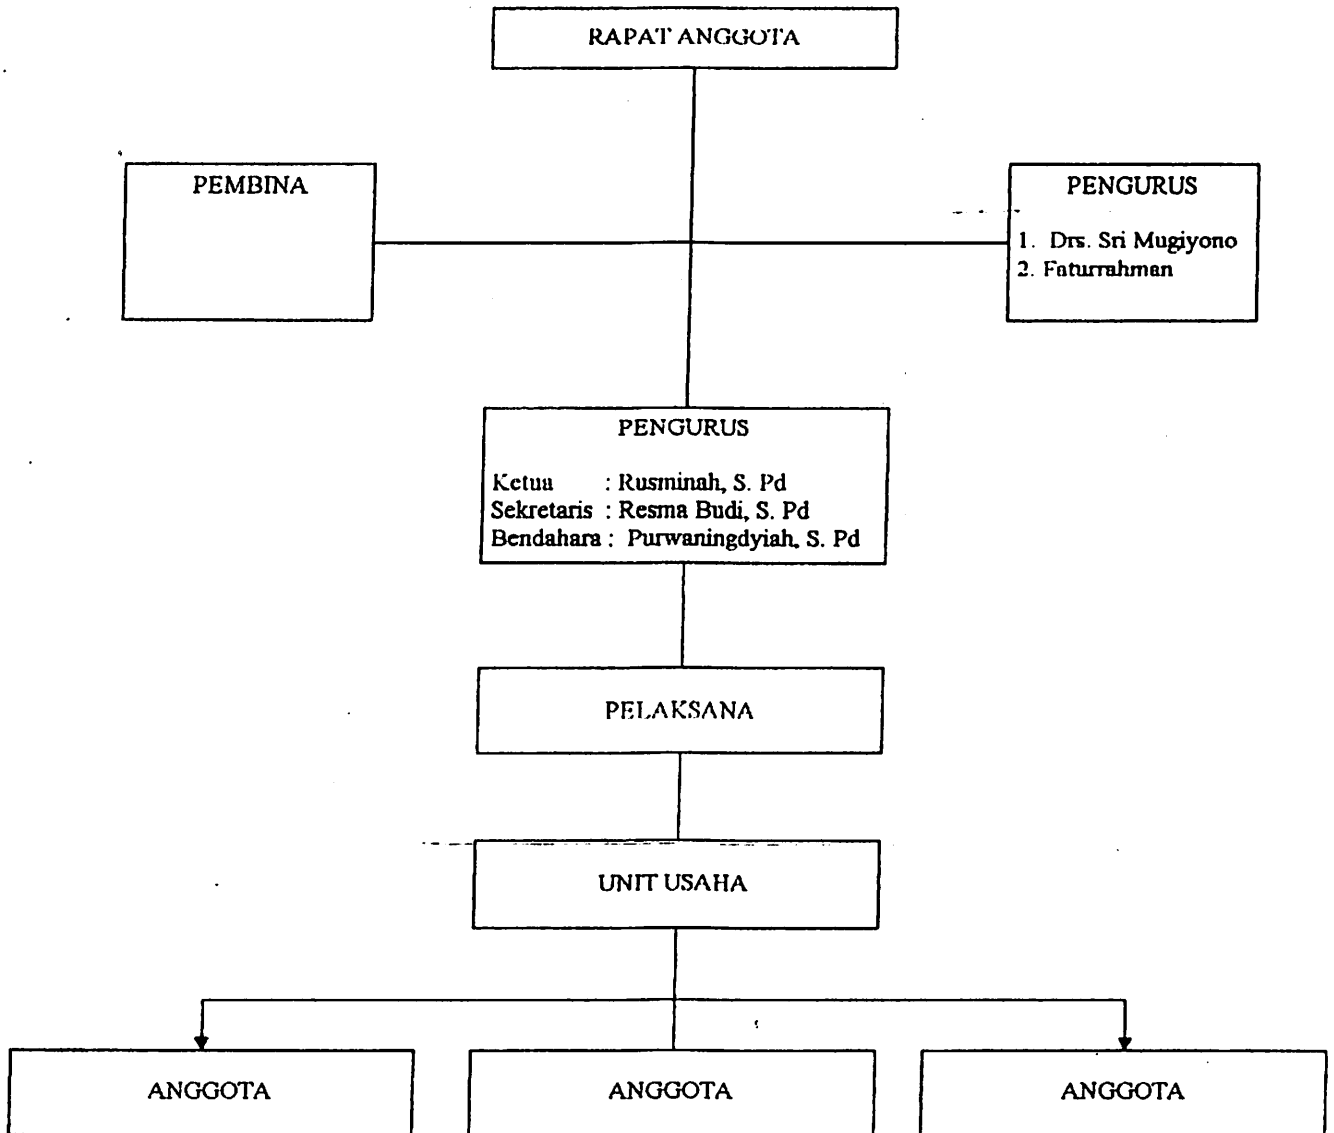 RAPAT ANGGOTA
PEMBINA
PENGURUS
1. Drs. Sri Mugiyono
2. Faturrahman
PENGURUS
Ketua : Rusminah, S. Pd
Sekretaris : Resma Budi, S. Pd
Bendahara : Purwaningdyiah, S. Pd
PELAKSANA
UNIT USAHA
ANGGOTA
ANGGOTA
ANGGOTA